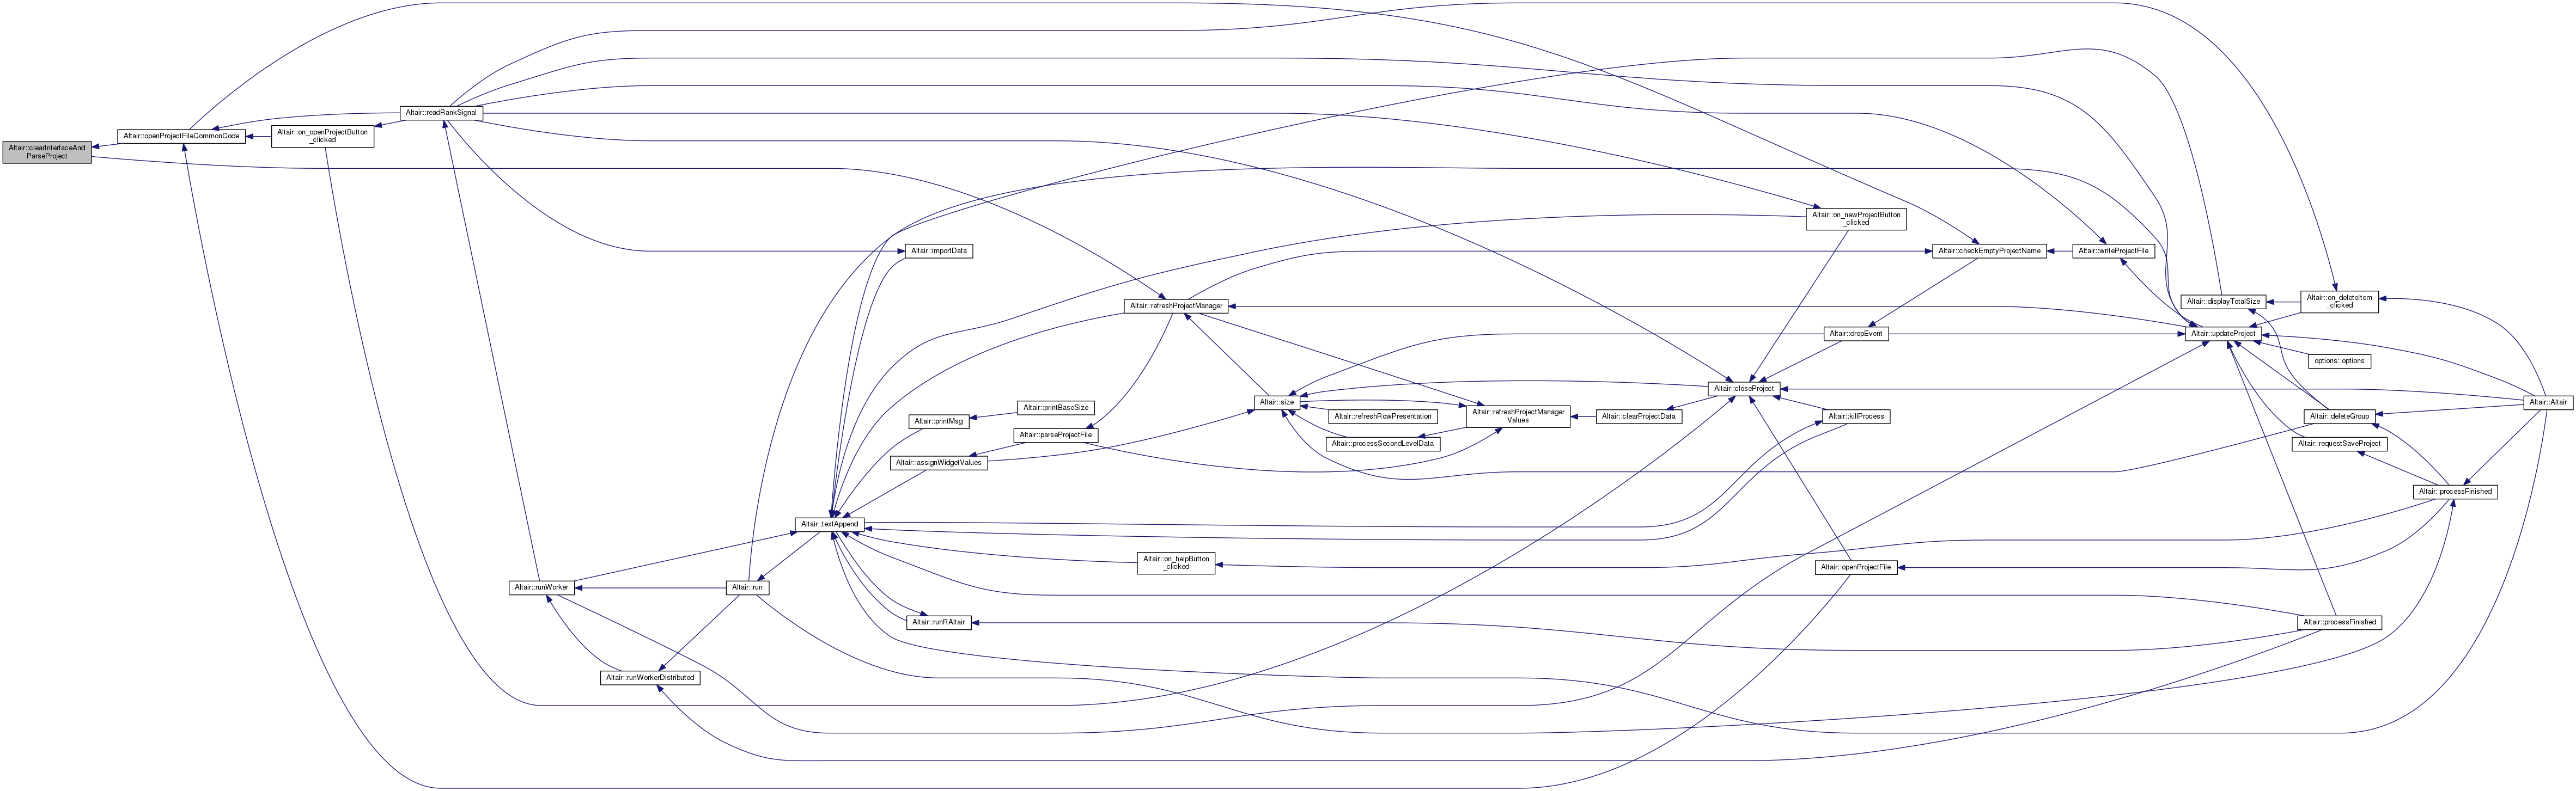 Altair::clearInterfaceAnd
ParseProject
Altair::openProjectFileCommonCode
Altair::on_openProjectButton
_clicked
Altair::readRankSignal
Altair::runWorker
Altair::runWorkerDistributed
Altair::run
Altair::textAppend
Altair::importData
Altair::printMsg
Altair::assignWidgetValues
Altair::runRAltair
Altair::printBaseSize
Altair::parseProjectFile
Altair::refreshProjectManager
Altair::on_helpButton
_clicked
Altair::size
Altair::refreshRowPresentation
Altair::processSecondLevelData
Altair::refreshProjectManager
Values
Altair::clearProjectData
Altair::closeProject
Altair::on_newProjectButton
_clicked
Altair::dropEvent
Altair::killProcess
Altair::openProjectFile
Altair::checkEmptyProjectName
Altair::writeProjectFile
Altair::displayTotalSize
Altair::updateProject
Altair::on_deleteItem
_clicked
options::options
Altair::deleteGroup
Altair::requestSaveProject
Altair::processFinished
Altair::processFinished
Altair::Altair